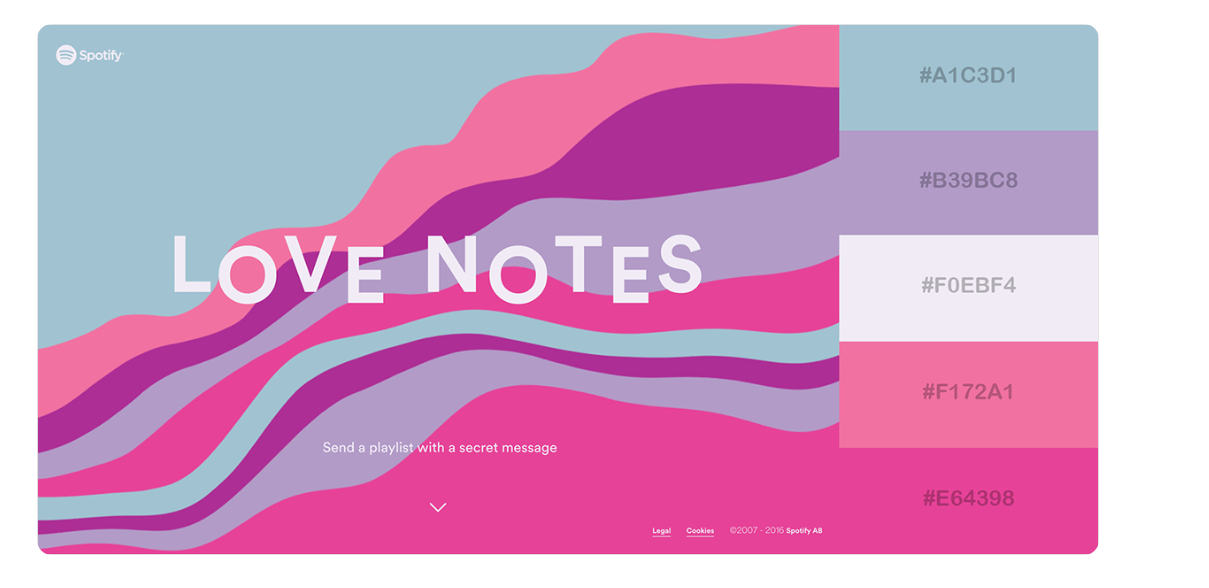 Spotify
LOVE NOTES
Send a playlist with a secret message
Legal Cookies ©2007 - 2016 Spotify AB
#A1C3D1
#B39BC8
#F0EBF4
#F172A1
#E64398